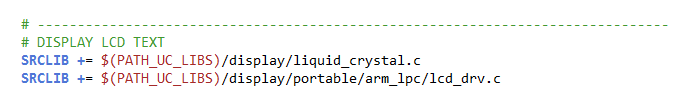 # -----------------------------------------------------------------------------
# DISPLAY LCD TEXT
SRCLIB += $(PATH_UC_LIBS)/display/liquid_crystal.c
SRCLIB += $(PATH_UC_LIBS)/display/portable/arm_lpc/lcd_drv.c